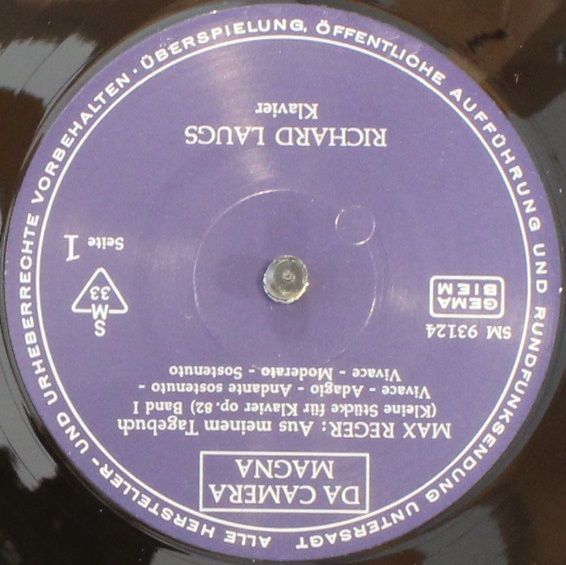 DA CAMERA
MAGNA
MAX REGER: Aus meinem Tagebuch
(Kleine Stücke für Klavier op. 82) Band I
Vivace - Adagio - Andante sostenuto -
Vivace - Moderato - Sostenuto
SM 93124
GEMA
BIEM
S
M
33
Seite 1
RICHARD LAUGS
Klavier
ALLE HERSTELLER- UND URHEBERRECHTE VORBEHALTEN · ÜBERSPIELUNG, ÖFFENTLICHE AUFFÜHRUNG UND RUNDFUNKSENDUNG UNTERSAGT